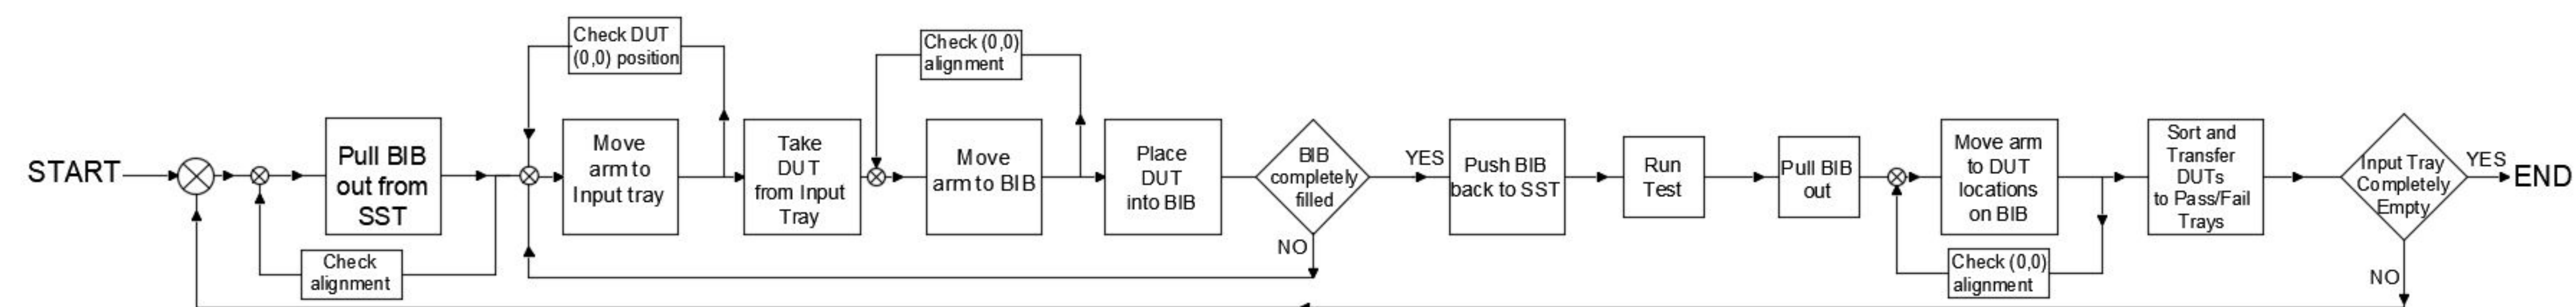 START
Pull BIB
out from
SST
Check
alignment
Check DUT
(0,0) position
Move
arm to
Input tray
Take
DUT
from Input
Tray
Check (0,0)
alignment
Move
arm to BIB
Place
DUT
into BIB
BIB
completely
filled
YES
NO
Push BIB
back to SST
Run
Test
Pull BIB
out
Move arm
to DUT
locations
on BIB
Check (0,0)
alignment
Sort and
Transfer
DUTs
to Pass/Fail
Trays
Input Tray
Completely
Empty
YES
NO
END